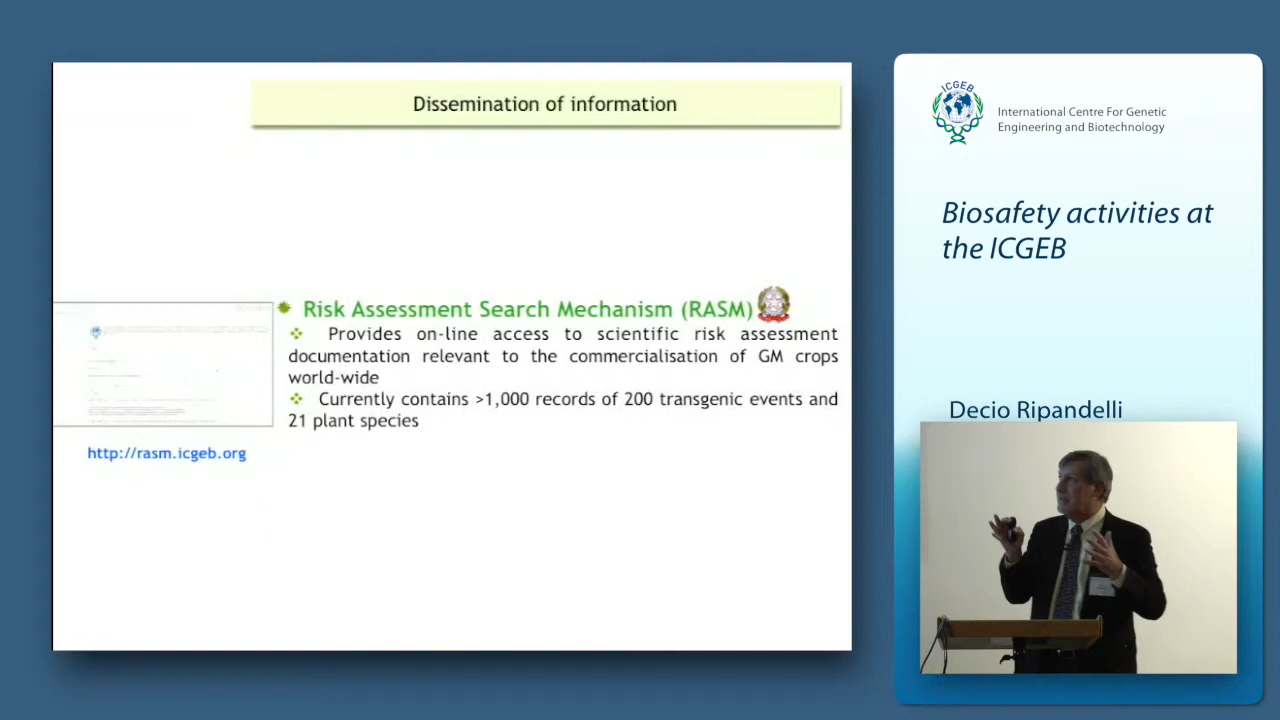 Dissemination of information
Risk Assessment Search Mechanism (RASM)
Provides on-line access to scientific risk assessment
documentation relevant to the commercialisation of GM crops
world-wide
Currently contains >1,000 records of 200 transgenic events and
21 plant species
http://rasm.icgeb.org
ICGEB
International Centre For Genetic
Engineering and Biotechnology
Biosafety activities at
the ICGEB
Decio Ripandelli